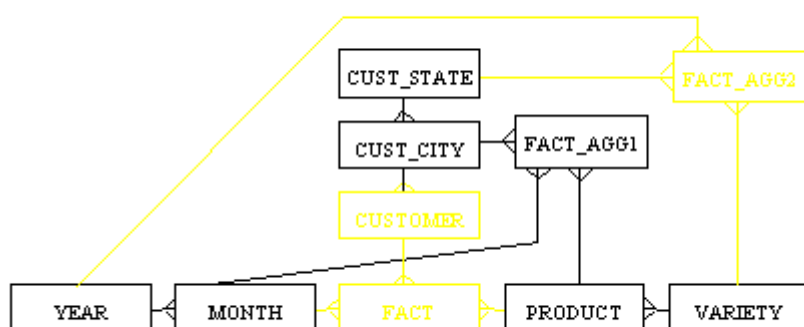 CUST_STATE
FACT_AGG2
CUST_CITY
FACT_AGG1
CUSTOMER
YEAR
MONTH
FACT
PRODUCT
VARIETY